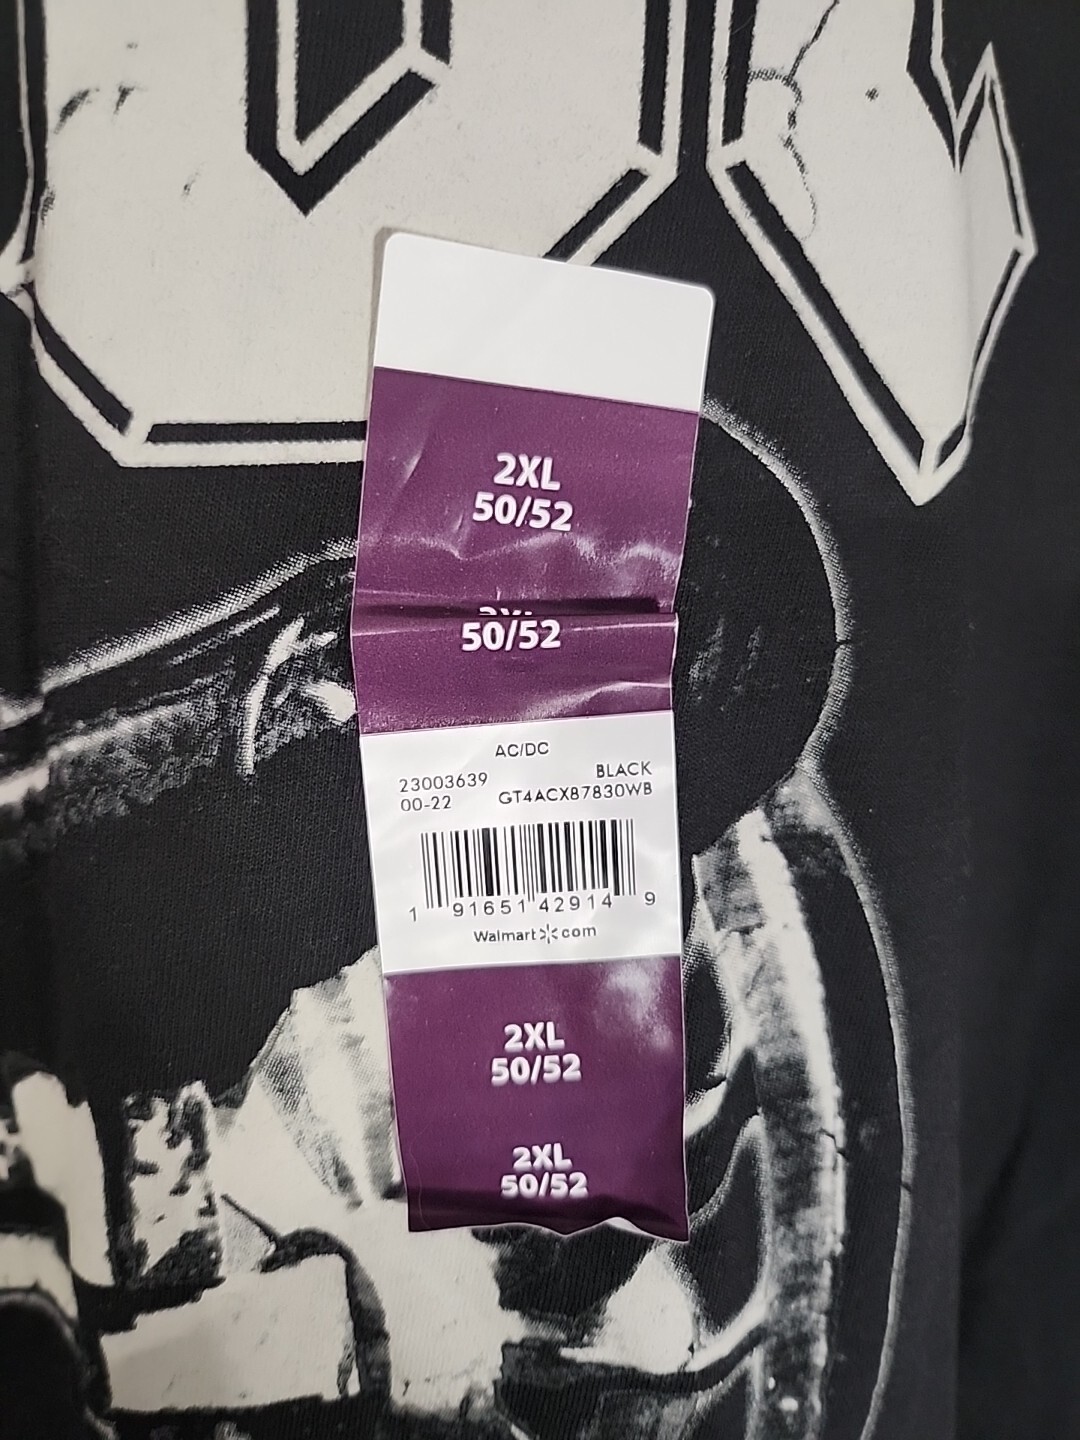 2XL
50/52
2XL
50/52
AC/DC
23003639 BLACK
00-22 GT4ACX87830WB
1 91651 42914 9
Walmart com
2XL
50/52
2XL
50/52